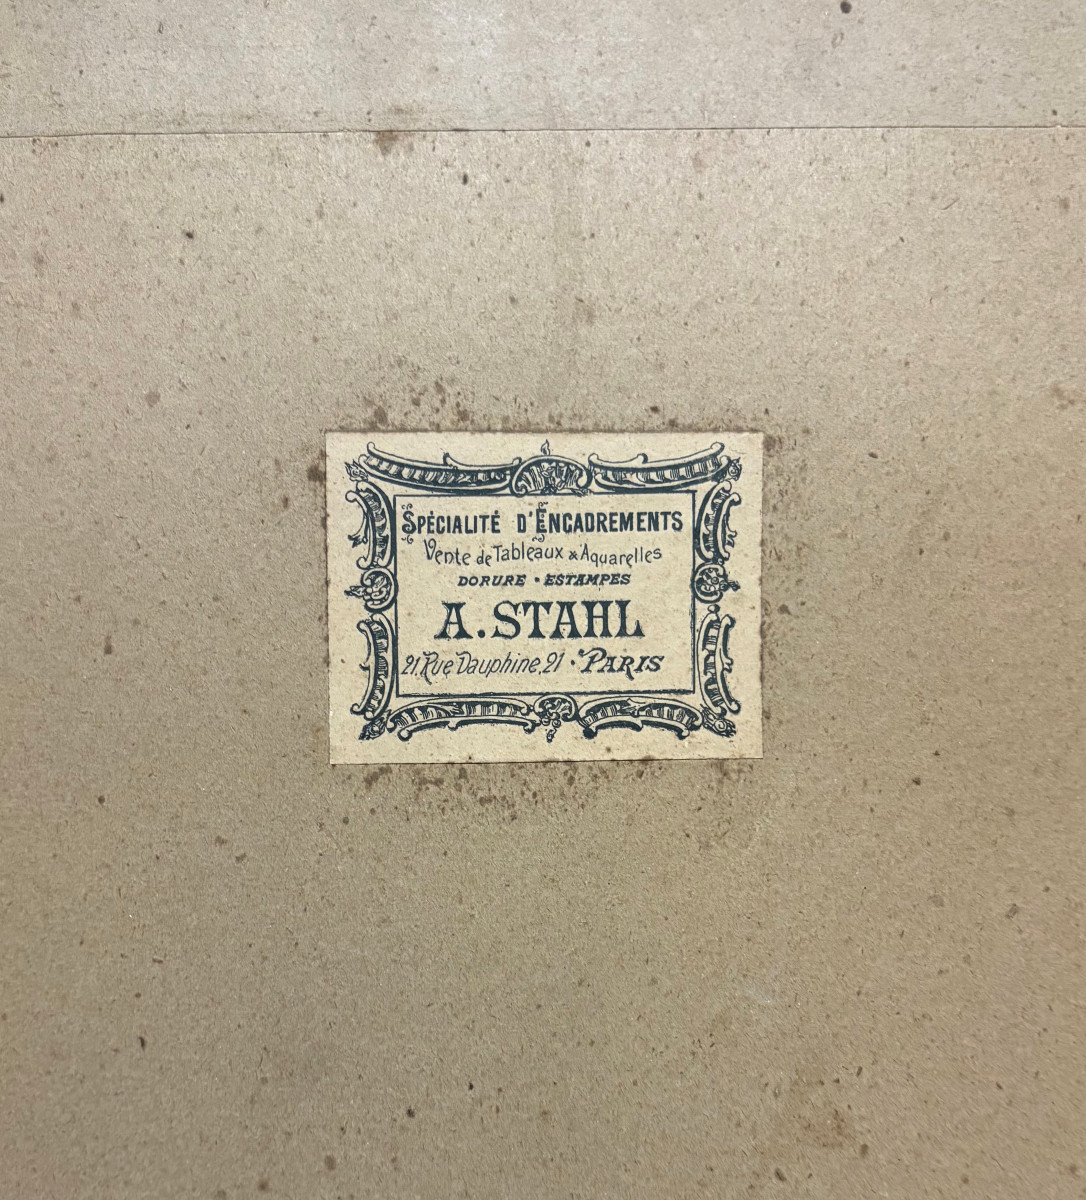 SPÉCIALITÉ D'ENCADREMENTS
Vente de Tableaux & Aquarelles
DORURE • ESTAMPES
A. STAHL
21, Rue Dauphine, 21 • PARIS